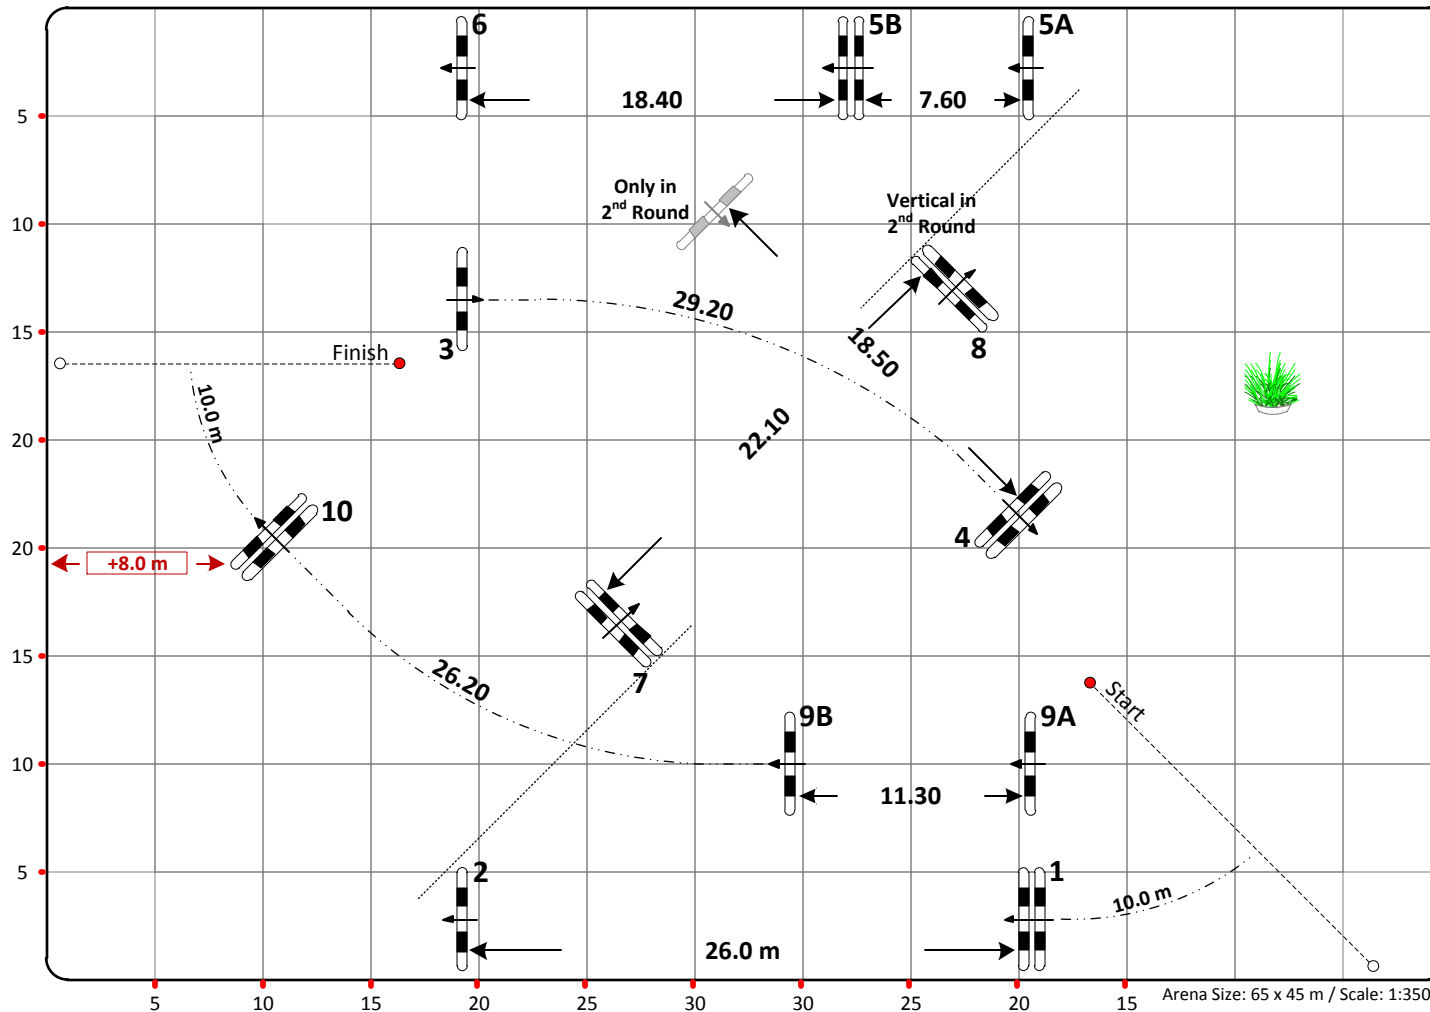 6
5B
5A
18.40
7.60
5
Only in
2nd Round
Vertical in
2nd Round
10
29.20
15
3
Finish
8
18.50
10.0 m
20
22.10
10
4
20
+8.0 m
15
7
26.20
9B
9A
Start
10
11.30
5
2
1
10.0 m
26.0 m
5
10
15
20
25
30
30
25
20
15
Arena Size: 65 x 45 m / Scale: 1:350